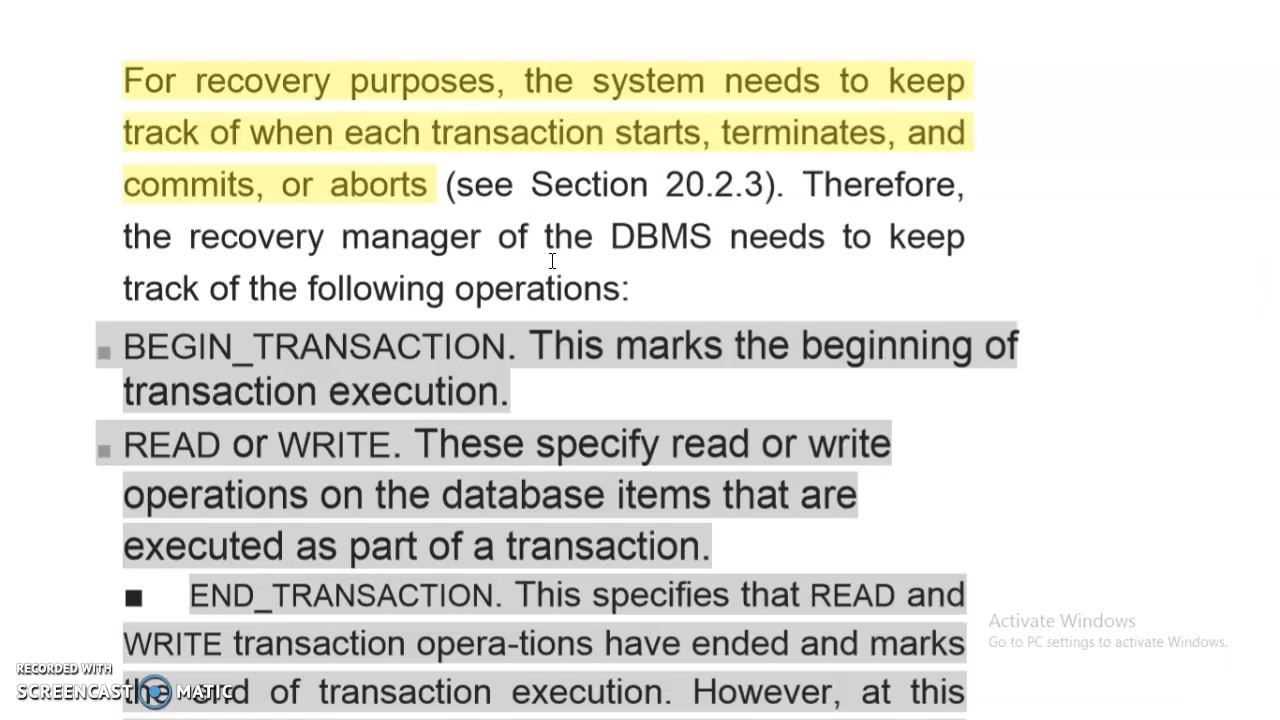 For recovery purposes, the system needs to keep
track of when each transaction starts, terminates, and
commits, or aborts (see Section 20.2.3). Therefore,
the recovery manager of the DBMS needs to keep
track of the following operations:
■ BEGIN_TRANSACTION. This marks the beginning of
transaction execution.
■ READ or WRITE. These specify read or write
operations on the database items that are
executed as part of a transaction.
■ END_TRANSACTION. This specifies that READ and
WRITE transaction opera-tions have ended and marks
the end of transaction execution. However, at this
Activate Windows
Go to PC settings to activate Windows.
RECORDED WITH
SCREENCAST MATIC